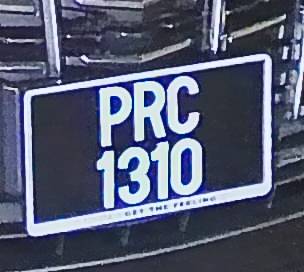 PRC
1310
GET THE FEELING